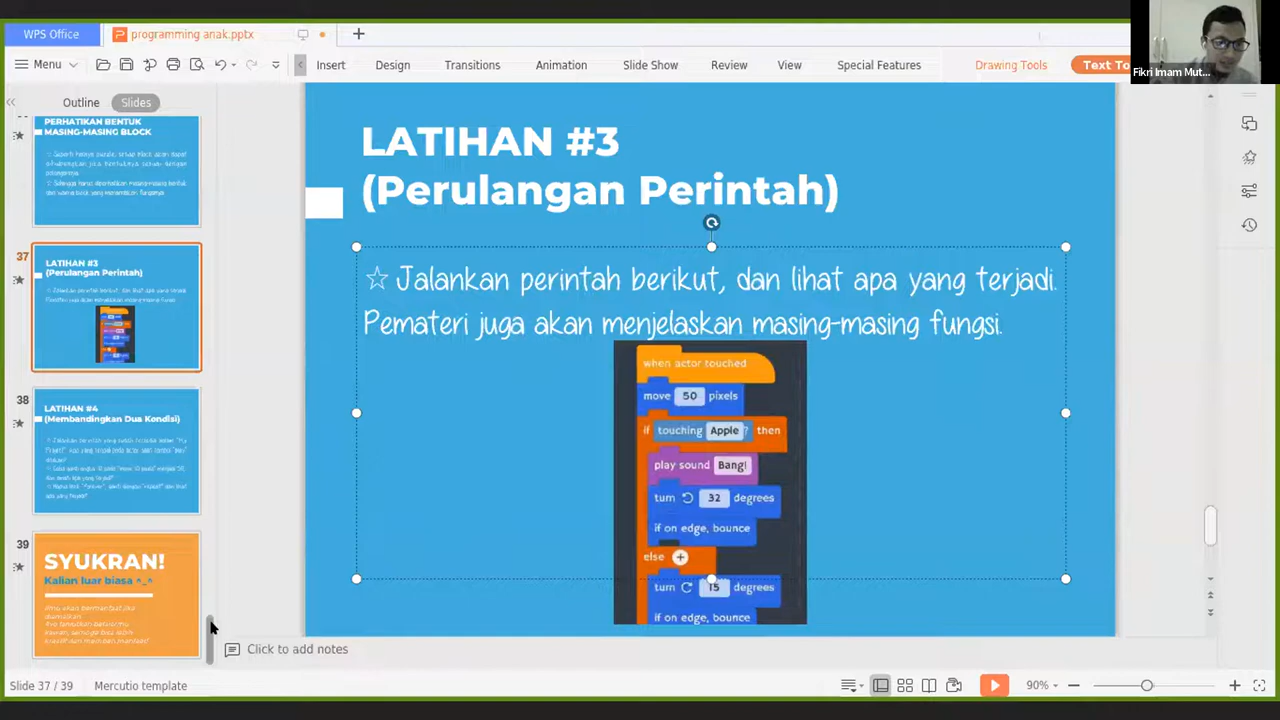 WPS Office
programming anak.pptx
Menu
Insert
Design
Transitions
Animation
Slide Show
Review
View
Special Features
Drawing Tools
Text To
Fikri Imam Mut...
Outline
Slides
PERHATIKAN BENTUK
MASING-MASING BLOCK
37
LATIHAN #3
(Perulangan Perintah)
38
LATIHAN #4
(Membandingkan Dua Kondisi)
39
SYUKRAN!
Kalian luar biasa ^_^
LATIHAN #3
(Perulangan Perintah)
☆ Jalankan perintah berikut, dan lihat apa yang terjadi.
Pemateri juga akan menjelaskan masing-masing fungsi.
when actor touched
move 50 pixels
if touching Apple ? then
play sound Bang!
turn 32 degrees
if on edge, bounce
else +
turn 15 degrees
if on edge, bounce
Click to add notes
Slide 37 / 39
Mercutio template
90%